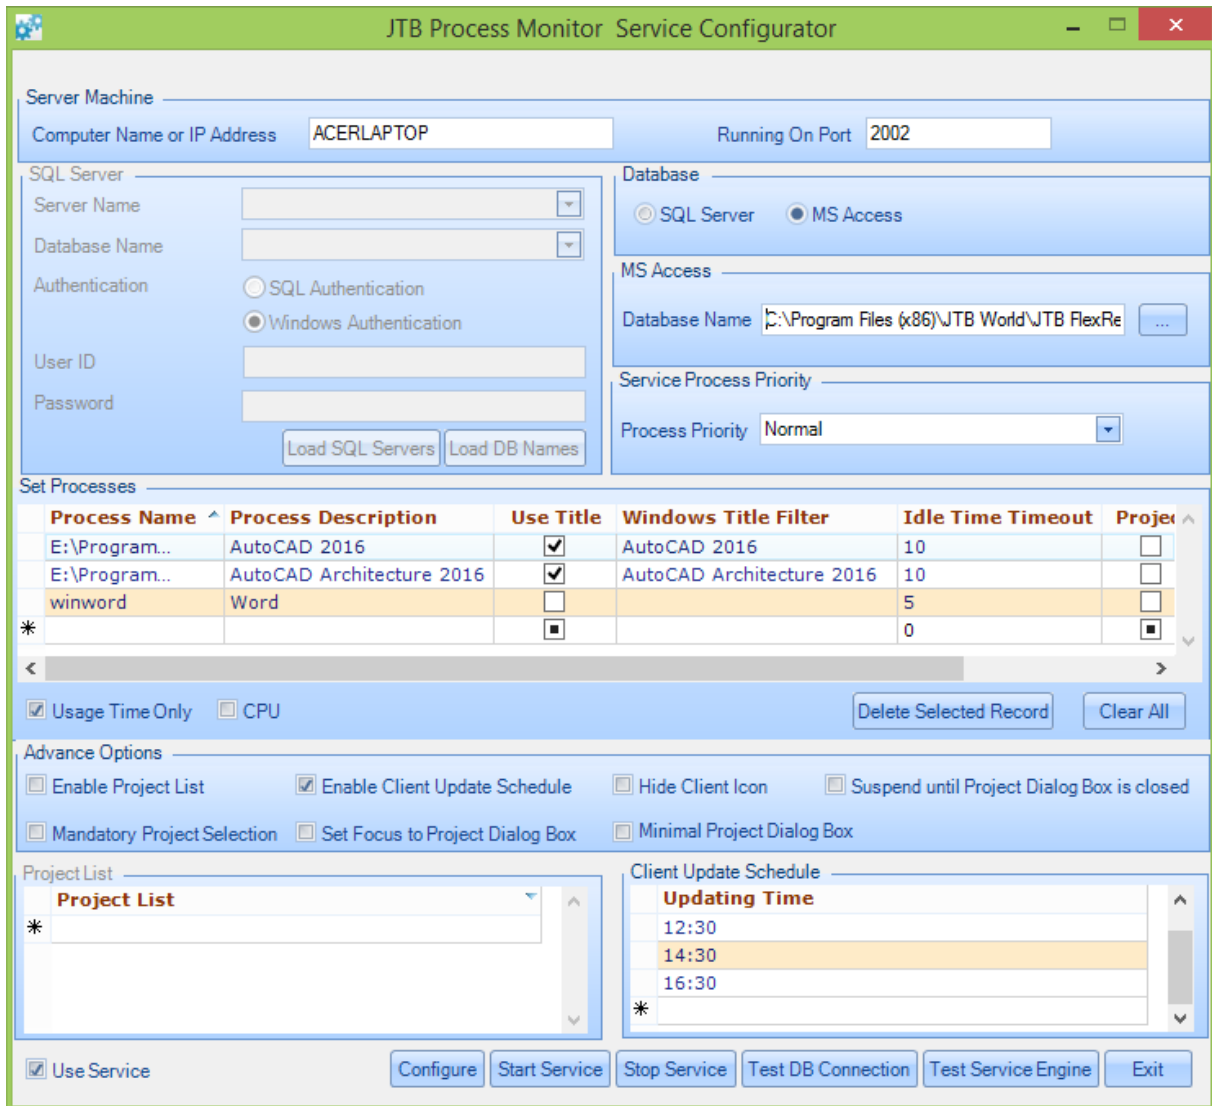 JTB Process Monitor  Service Configurator
Server Machine
Computer Name or IP Address ACERLAPTOP Running On Port 2002
SQL Server
Server Name
Database Name
Authentication SQL Authentication
Windows Authentication
User ID
Password
Load SQL Servers Load DB Names
Database
SQL Server MS Access
MS Access
Database Name C:\Program Files (x86)\JTB World\JTB FlexRe ...
Service Process Priority
Process Priority Normal
Set Processes
Process Name Process Description Use Title Windows Title Filter Idle Time Timeout Projec
E:\Program... AutoCAD 2016 AutoCAD 2016 10
E:\Program... AutoCAD Architecture 2016 AutoCAD Architecture 2016 10
winword Word 5
0
Usage Time Only CPU Delete Selected Record Clear All
Advance Options
Enable Project List Enable Client Update Schedule Hide Client Icon Suspend until Project Dialog Box is closed
Mandatory Project Selection Set Focus to Project Dialog Box Minimal Project Dialog Box
Project List
Project List
Client Update Schedule
Updating Time
12:30
14:30
16:30
Use Service Configure Start Service Stop Service Test DB Connection Test Service Engine Exit